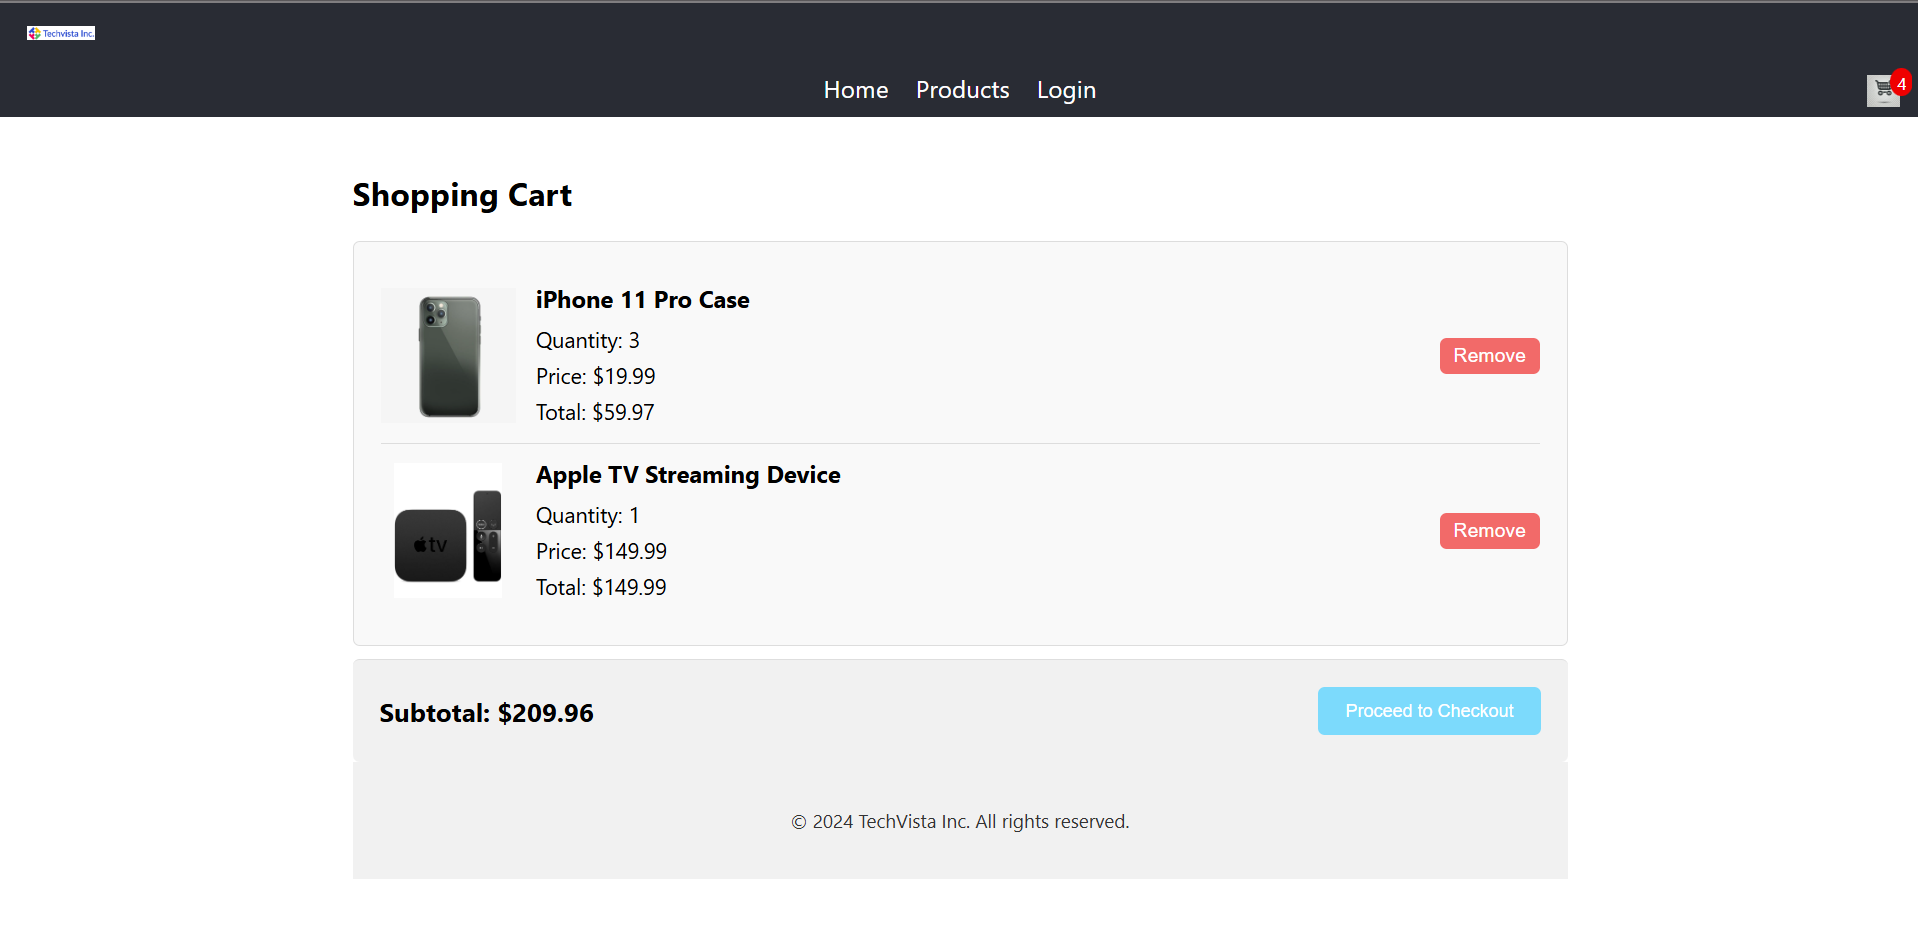 Techvista Inc.
Home Products Login
4
Shopping Cart
iPhone 11 Pro Case
Quantity: 3
Price: $19.99
Total: $59.97
Remove
tv
Apple TV Streaming Device
Quantity: 1
Price: $149.99
Total: $149.99
Remove
Subtotal: $209.96
Proceed to Checkout
© 2024 TechVista Inc. All rights reserved.